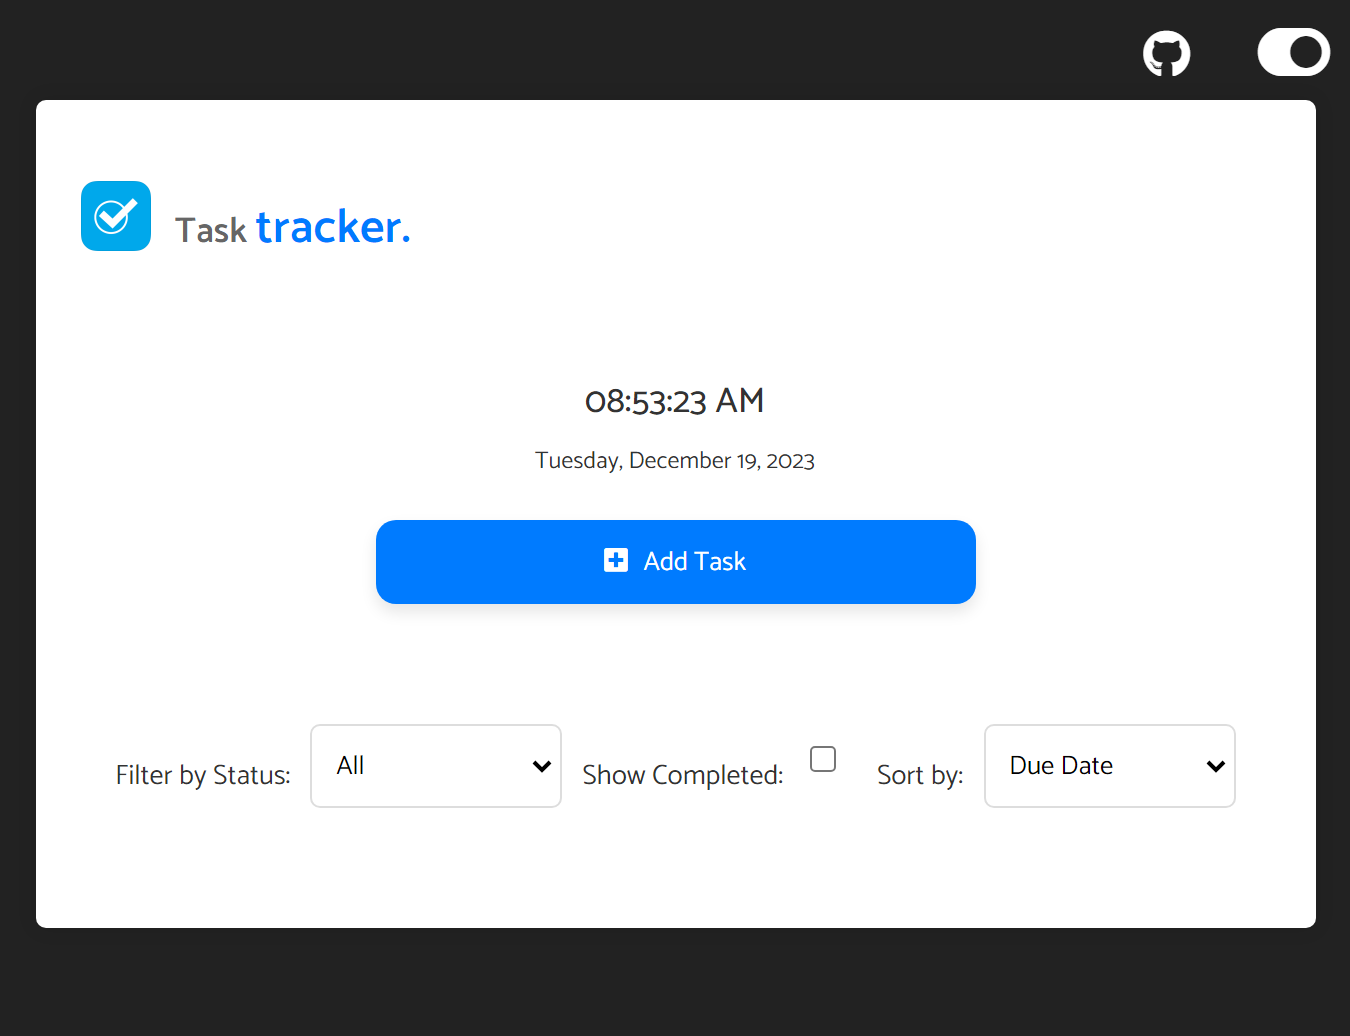 Task tracker.
08:53:23 AM
Tuesday, December 19, 2023
Add Task
Filter by Status: All Show Completed: Sort by: Due Date